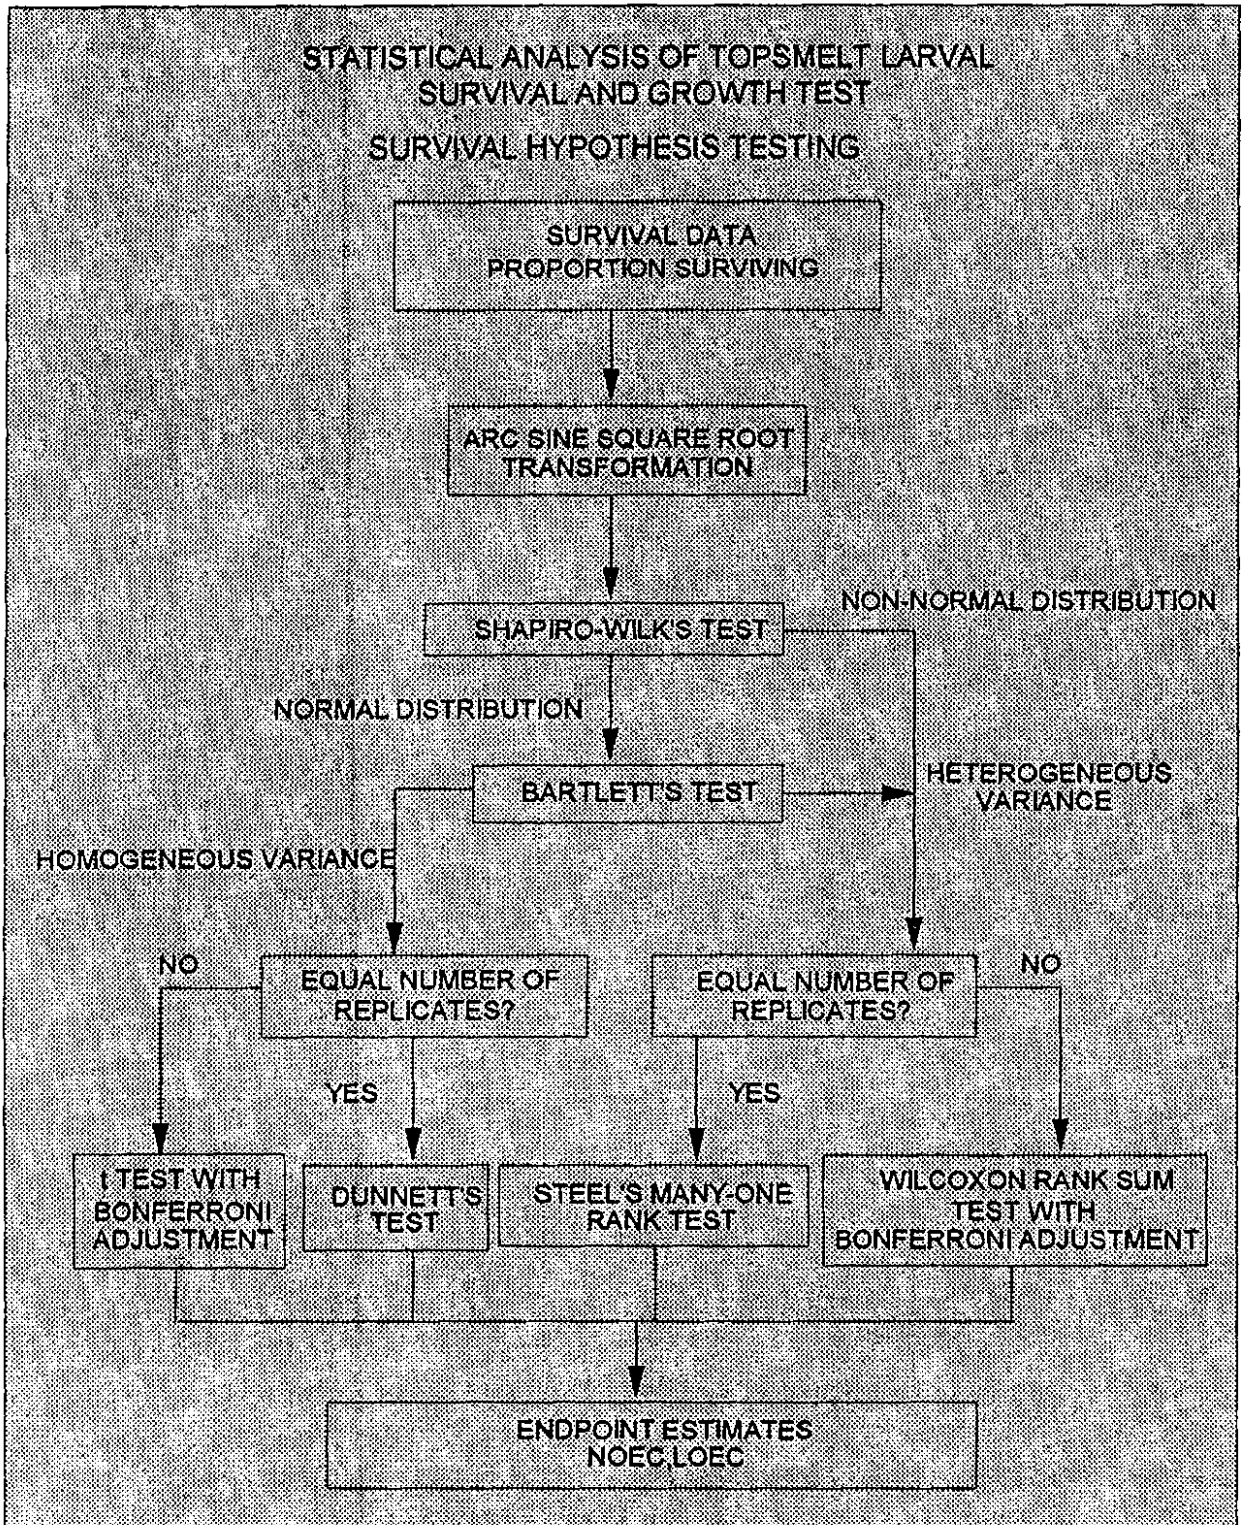 STATISTICAL ANALYSIS OF TOPSMELT LARVAL
SURVIVAL AND GROWTH TEST
SURVIVAL HYPOTHESIS TESTING
SURVIVAL DATA
PROPORTION SURVIVING
ARC SINE SQUARE ROOT
TRANSFORMATION
NON-NORMAL DISTRIBUTION
SHAPIRO-WILK'S TEST
NORMAL DISTRIBUTION
HETEROGENEOUS
VARIANCE
BARTLETT'S TEST
HOMOGENEOUS VARIANCE
NO
EQUAL NUMBER OF
REPLICATES?
EQUAL NUMBER OF
REPLICATES?
NO
YES
YES
t TEST WITH
BONFERRONI
ADJUSTMENT
DUNNETT'S
TEST
STEEL'S MANY-ONE
RANK TEST
WILCOXON RANK SUM
TEST WITH
BONFERRONI ADJUSTMENT
ENDPOINT ESTIMATES
NOEC,LOEC